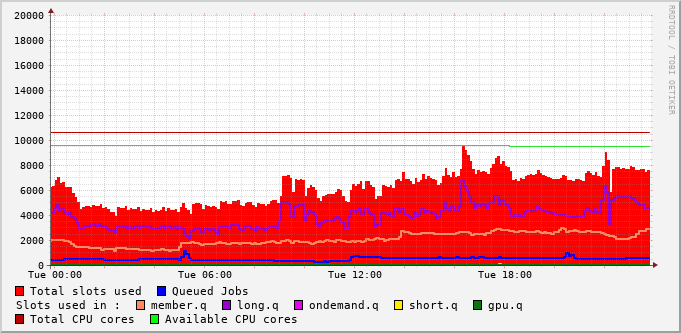 20000
18000
16000
14000
12000
10000
8000
6000
4000
2000
0
Tue 00:00 Tue 06:00 Tue 12:00 Tue 18:00
Total slots used Queued Jobs
Slots used in : member.q long.q ondemand.q short.q gpu.q
Total CPU cores Available CPU cores
RRDTOOL / TOBI OETIKER